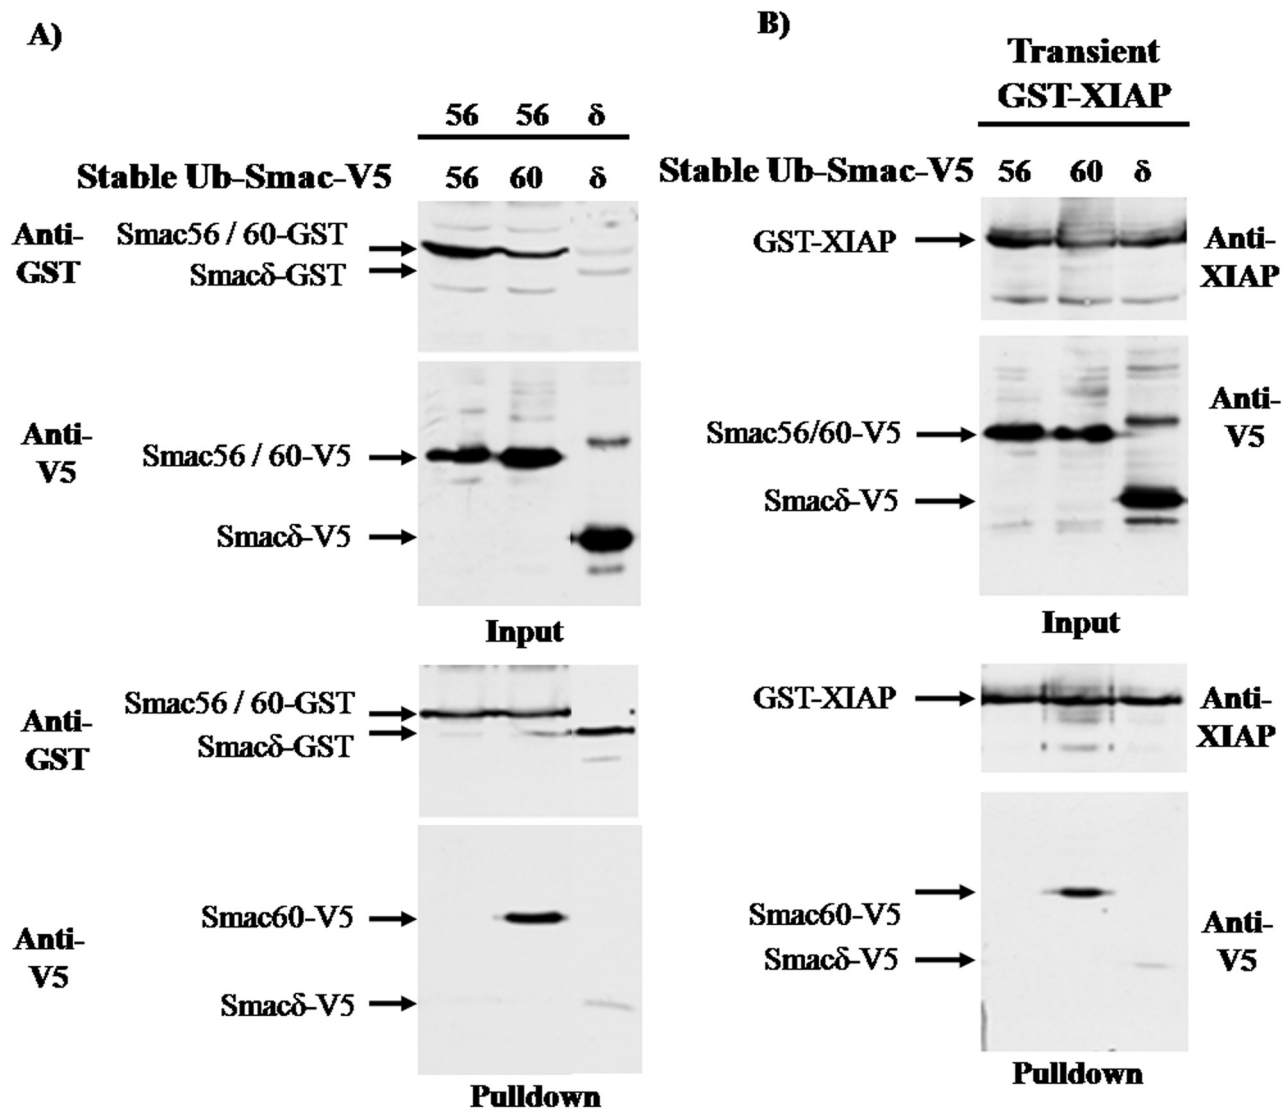 A)
56 56 δ
Stable Ub-Smac-V5 56 60 δ
Anti-
GST
Smac56 / 60-GST
Smacδ-GST
Anti-
V5
Smac56 / 60-V5
Smacδ-V5
Input
Anti-
GST
Smac56 / 60-GST
Smacδ-GST
Anti-
V5
Smac60-V5
Smacδ-V5
Pulldown
B)
Transient
GST-XIAP
Stable Ub-Smac-V5 56 60 δ
GST-XIAP
Anti-
XIAP
Smac56/60-V5
Smacδ-V5
Anti-
V5
Input
GST-XIAP
Anti-
XIAP
Smac60-V5
Smacδ-V5
Anti-
V5
Pulldown